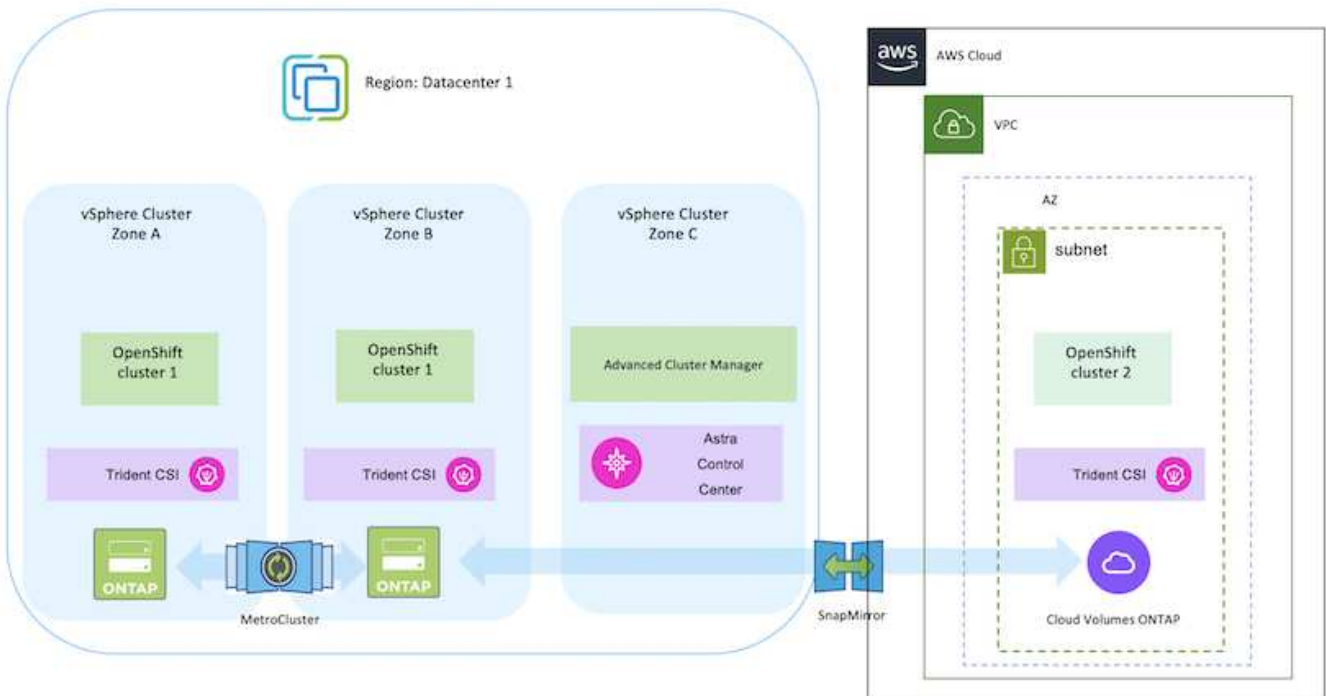 Region: Datacenter 1
vSphere Cluster
Zone A
OpenShift
cluster 1
Trident CSI
ONTAP
MetroCluster
vSphere Cluster
Zone B
OpenShift
cluster 1
Trident CSI
ONTAP
vSphere Cluster
Zone C
Advanced Cluster Manager
Astra
Control
Center
SnapMirror
aws
AWS Cloud
VPC
AZ
subnet
OpenShift
cluster 2
Trident CSI
Cloud Volumes ONTAP